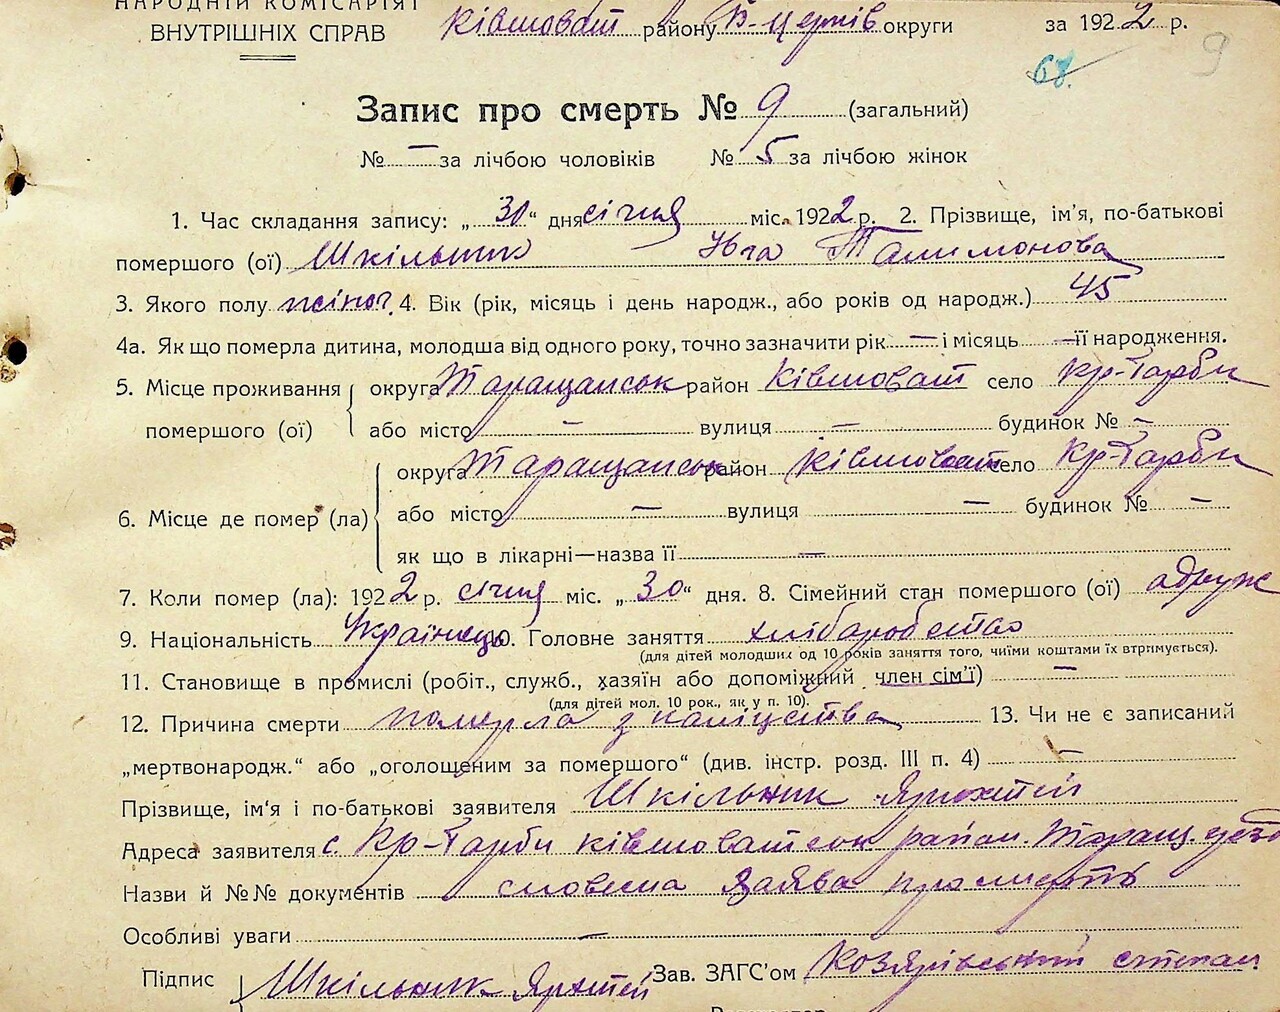 НАРОДНІЙ КОМІСАРІЯТ
ВНУТРІШНІХ СПРАВ
Ківшоват району Б-церків округи за 1922 р.
9
68.
Запис про смерть № 9 (загальний)
№ — за лічбою чоловіків № 5 за лічбою жінок
1. Час складання запису: „30“ дня січня міс. 1922 р. 2. Прізвище, ім'я, по-батькові
помершого (ої) Шкільник Юга Талимонова
3. Якого полу жіноч. 4. Вік (рік, місяць і день народж., або років од народж.) 45
4а. Як що померла дитина, молодша від одного року, точно зазначити рік — і місяць — її народження.
5. Місце проживання округа Таращанськ район Ківшоват село Кр-Гарби
помершого (ої) або місто — вулиця — будинок № —
округа Таращанськ район Ківшоват село Кр-Гарби
6. Місце де помер (ла) або місто — вулиця — будинок № —
як що в лікарні—назва її —
7. Коли помер (ла): 1922 р. січня міс. „30“ дня. 8. Сімейний стан помершого (ої) одруж
9. Національність Українець 10. Головне заняття хліборобство
(для дітей молодших од 10 років заняття того, чиїми коштами їх втримується).
11. Становище в промислі (робіт., служб., хазяїн або допоміжний член сім'ї) —
(для дітей мол. 10 рок., як у п. 10).
12. Причина смерти померла з каліцства 13. Чи не є записаний
„мертвонародж.“ або „оголошеним за помершого“ (див. інстр. розд. III п. 4) —
Прізвище, ім'я і по-батькові заявителя Шкільник
Адреса заявителя с Кр-Гарби ківшоватськ район. Таращ
Назви й №№ документів словесна заява про смерть
Особливі уваги —
Підпис Шкільник Зав. ЗАГС'ом Козярівський степан